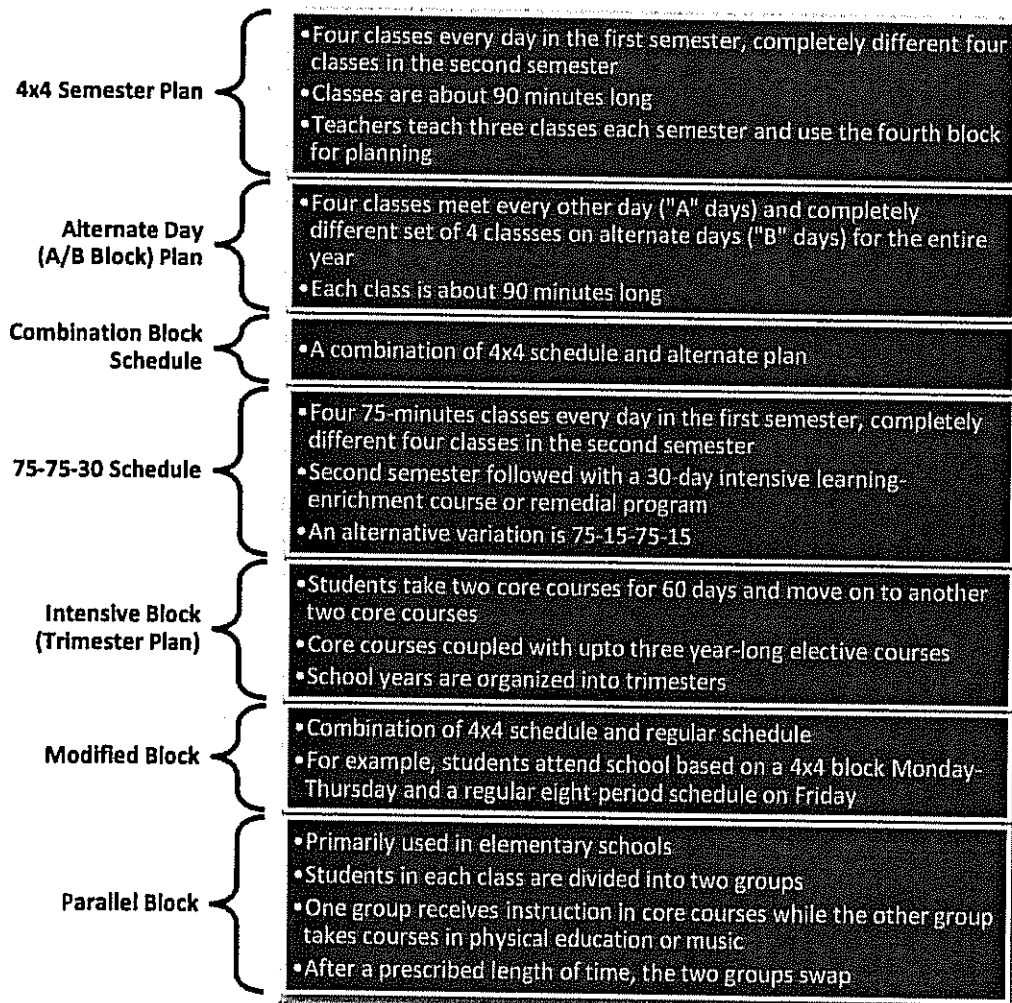 4x4 Semester Plan
•Four classes every day in the first semester, completely different four
classes in the second semester
•Classes are about 90 minutes long
•Teachers teach three classes each semester and use the fourth block
for planning
Alternate Day
(A/B Block) Plan
•Four classes meet every other day ("A" days) and completely
different set of 4 classses on alternate days ("B" days) for the entire
year
•Each class is about 90 minutes long
Combination Block
Schedule
•A combination of 4x4 schedule and alternate plan
75-75-30 Schedule
•Four 75-minutes classes every day in the first semester, completely
different four classes in the second semester
•Second semester followed with a 30-day intensive learning-
enrichment course or remedial program
•An alternative variation is 75-15-75-15
Intensive Block
(Trimester Plan)
•Students take two core courses for 60 days and move on to another
two core courses
•Core courses coupled with upto three year-long elective courses
•School years are organized into trimesters
Modified Block
•Combination of 4x4 schedule and regular schedule
•For example, students attend school based on a 4x4 block Monday-
Thursday and a regular eight-period schedule on Friday
Parallel Block
•Primarily used in elementary schools
•Students in each class are divided into two groups
•One group receives instruction in core courses while the other group
takes courses in physical education or music
•After a prescribed length of time, the two groups swap